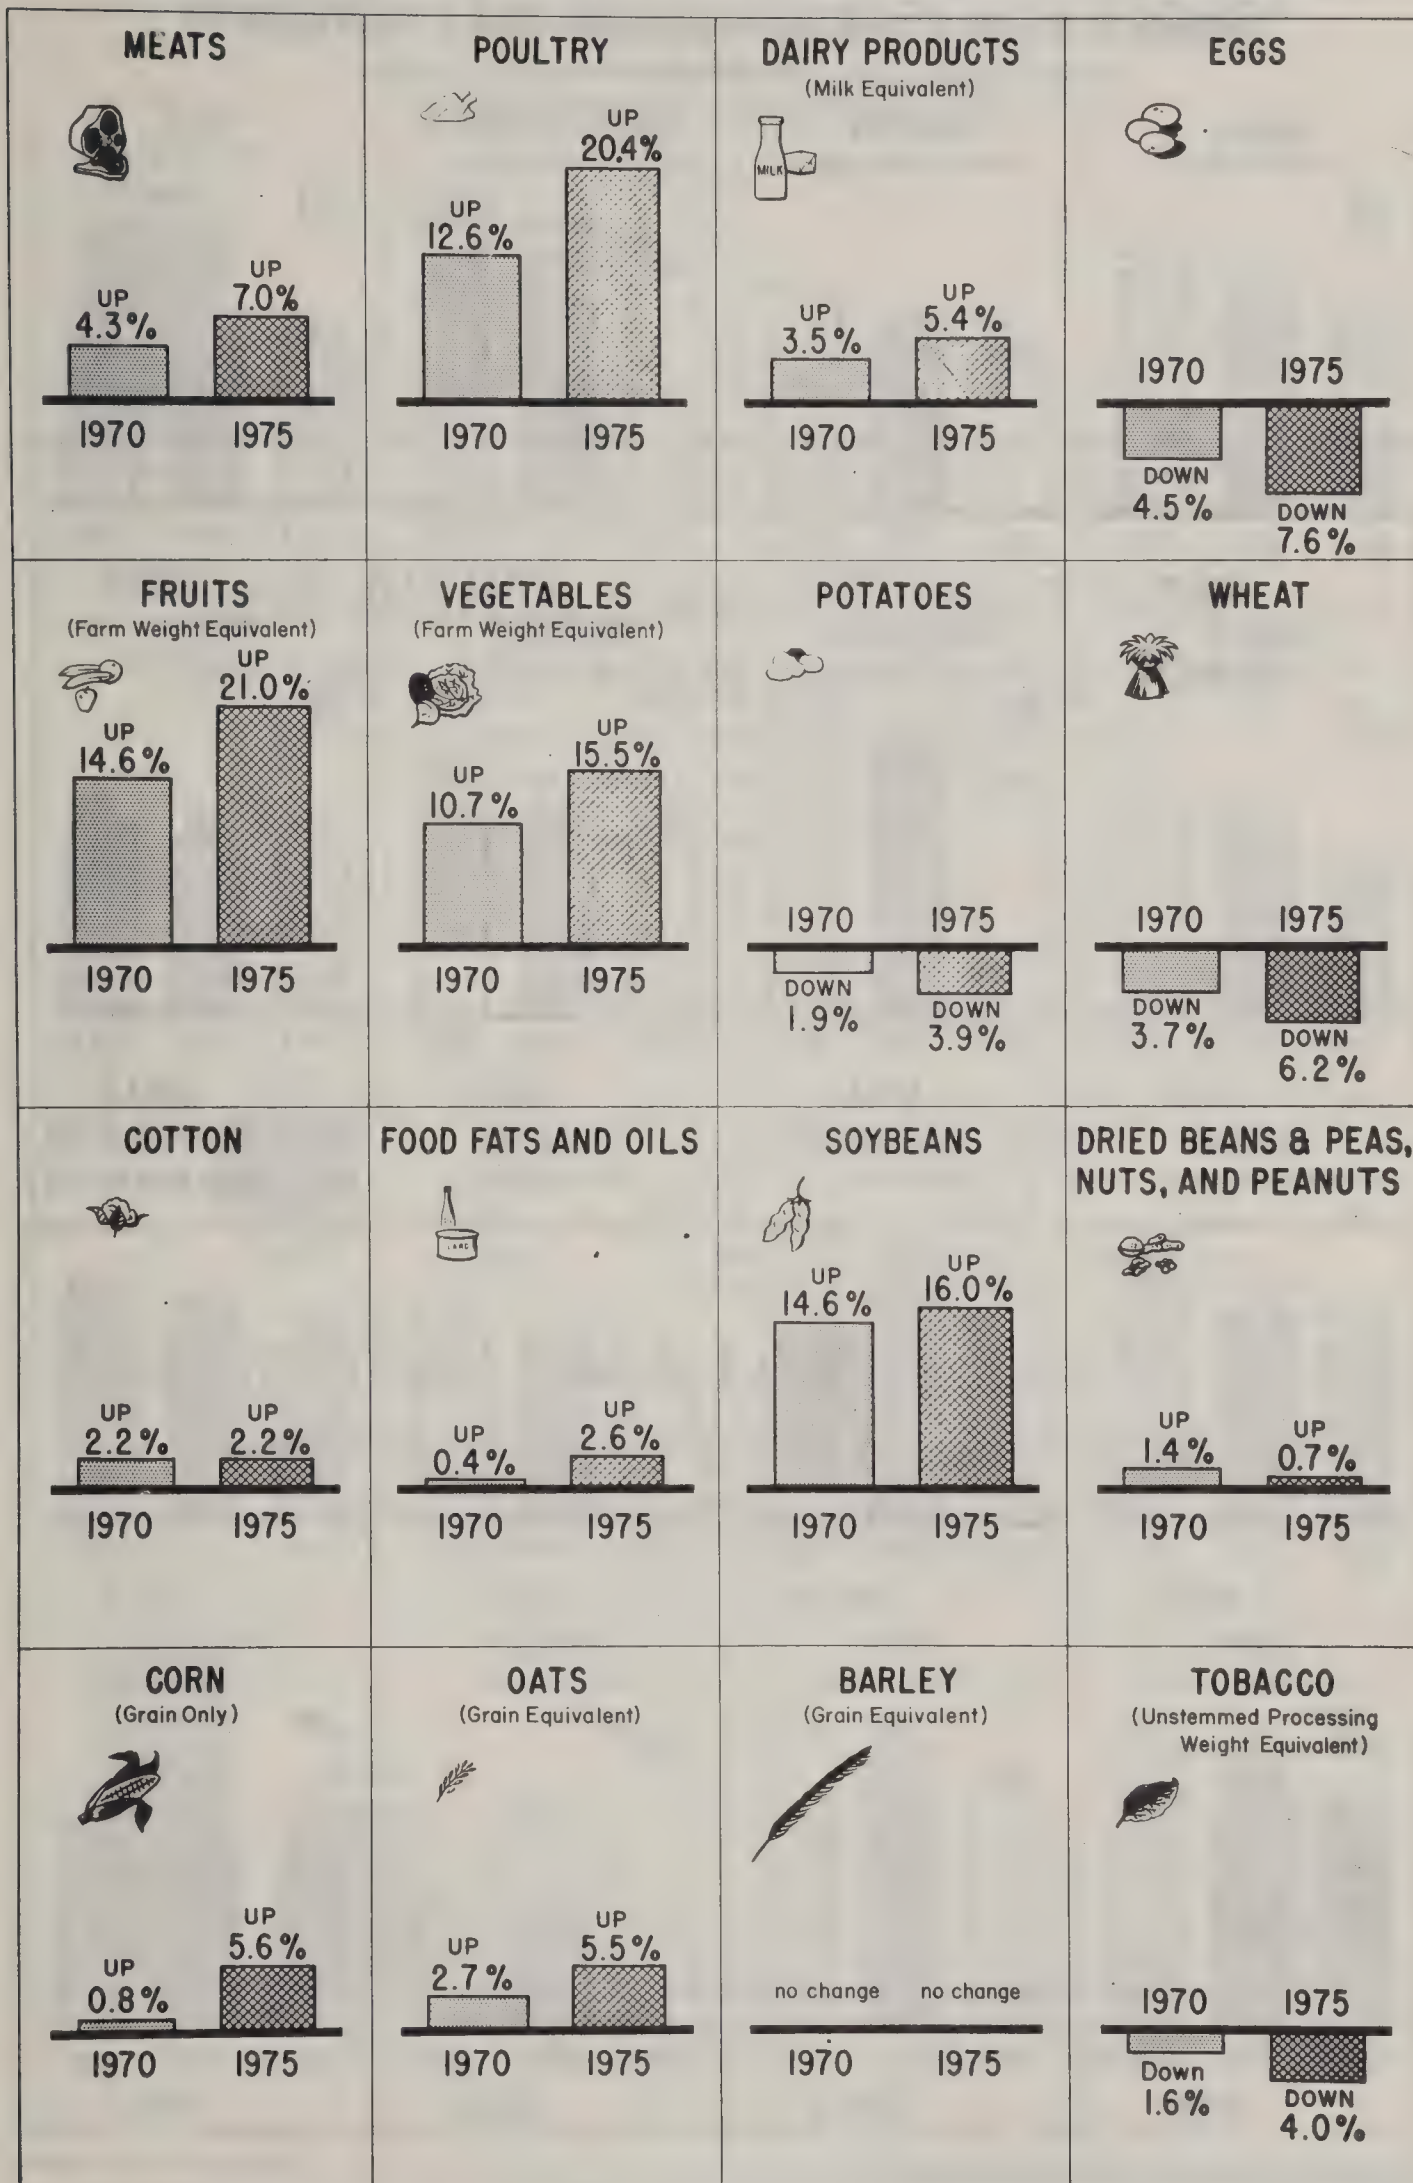 MEATS
UP
4.3%
UP
7.0%
1970 1975
POULTRY
UP
12.6%
UP
20.4%
1970 1975
DAIRY PRODUCTS
(Milk Equivalent)
MILK
UP
3.5%
UP
5.4%
1970 1975
EGGS
1970 1975
DOWN
4.5%
DOWN
7.6%
FRUITS
(Farm Weight Equivalent)
UP
14.6%
UP
21.0%
1970 1975
VEGETABLES
(Farm Weight Equivalent)
UP
10.7%
UP
15.5%
1970 1975
POTATOES
1970 1975
DOWN
1.9%
DOWN
3.9%
WHEAT
1970 1975
DOWN
3.7%
DOWN
6.2%
COTTON
UP
2.2%
UP
2.2%
1970 1975
FOOD FATS AND OILS
UP
0.4%
UP
2.6%
1970 1975
SOYBEANS
UP
14.6%
UP
16.0%
1970 1975
DRIED BEANS & PEAS,
NUTS, AND PEANUTS
UP
1.4%
UP
0.7%
1970 1975
CORN
(Grain Only)
UP
0.8%
UP
5.6%
1970 1975
OATS
(Grain Equivalent)
UP
2.7%
UP
5.5%
1970 1975
BARLEY
(Grain Equivalent)
no change no change
1970 1975
TOBACCO
(Unstemmed Processing
Weight Equivalent)
1970 1975
Down
1.6%
DOWN
4.0%